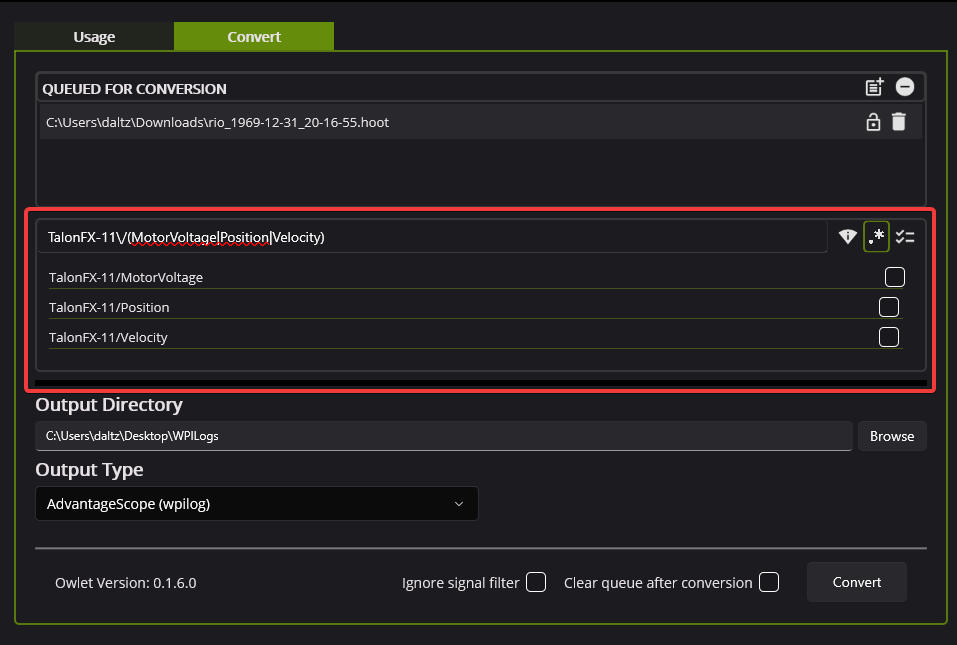 Usage Convert
QUEUED FOR CONVERSION
C:\Users\daltz\Downloads\rio_1969-12-31_20-16-55.hoot
TalonFX-11\/(MotorVoltage|Position|Velocity)
.*
TalonFX-11/MotorVoltage
TalonFX-11/Position
TalonFX-11/Velocity
Output Directory
C:\Users\daltz\Desktop\WPILogs Browse
Output Type
AdvantageScope (wpilog)
Owlet Version: 0.1.6.0 Ignore signal filter Clear queue after conversion Convert